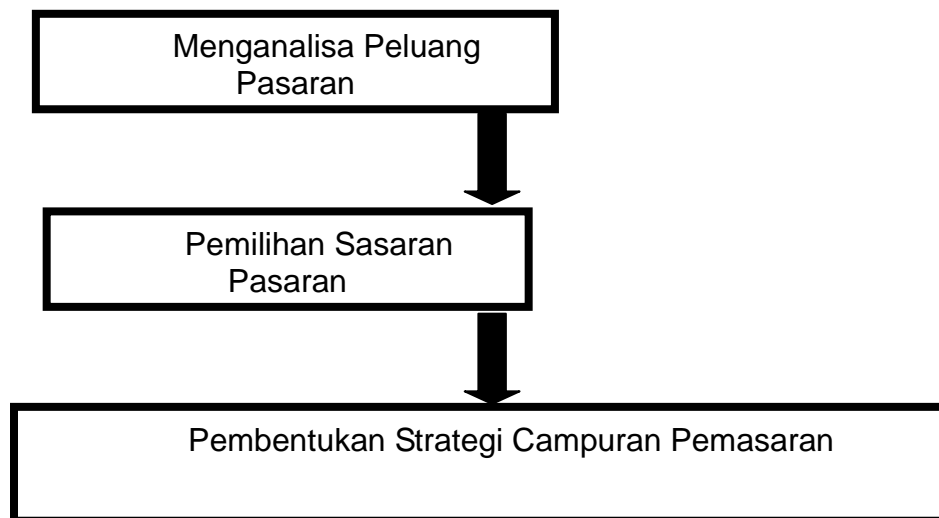 Menganalisa Peluang
Pasaran
Pemilihan Sasaran
Pasaran
Pembentukan Strategi Campuran Pemasaran